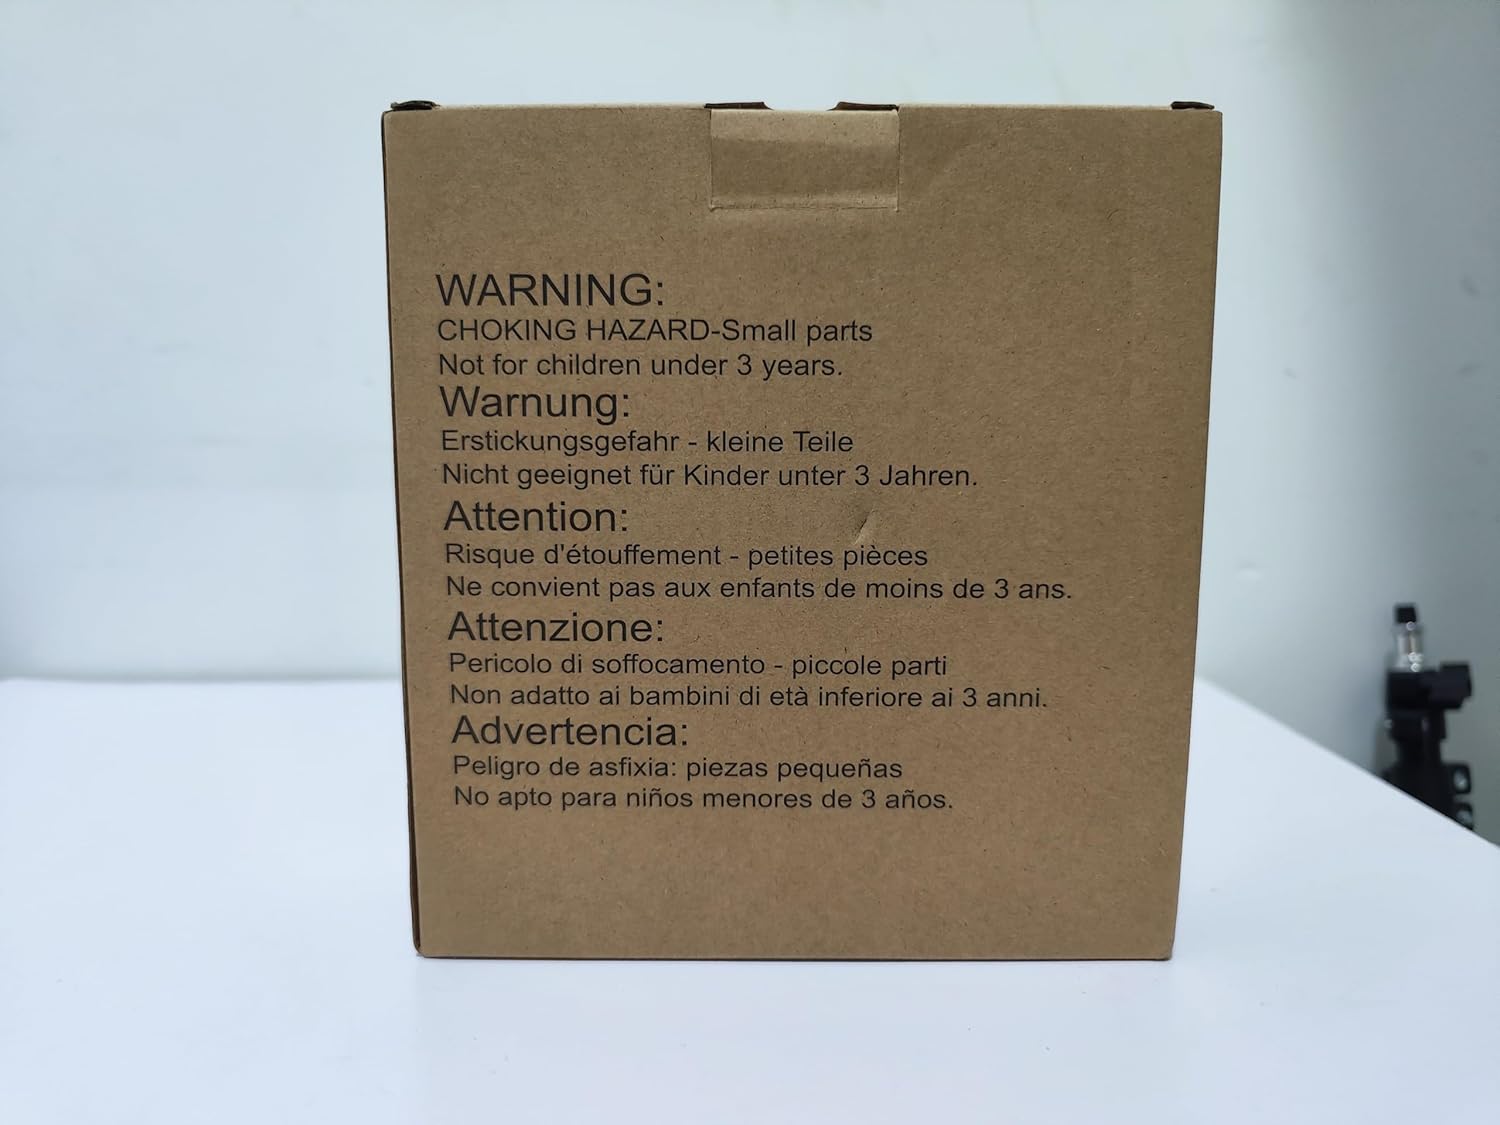 WARNING:
CHOKING HAZARD-Small parts
Not for children under 3 years.
Warnung:
Erstickungsgefahr - kleine Teile
Nicht geeignet für Kinder unter 3 Jahren.
Attention:
Risque d'étouffement - petites pièces
Ne convient pas aux enfants de moins de 3 ans.
Attenzione:
Pericolo di soffocamento - piccole parti
Non adatto ai bambini di età inferiore ai 3 anni.
Advertencia:
Peligro de asfixia: piezas pequeñas
No apto para niños menores de 3 años.